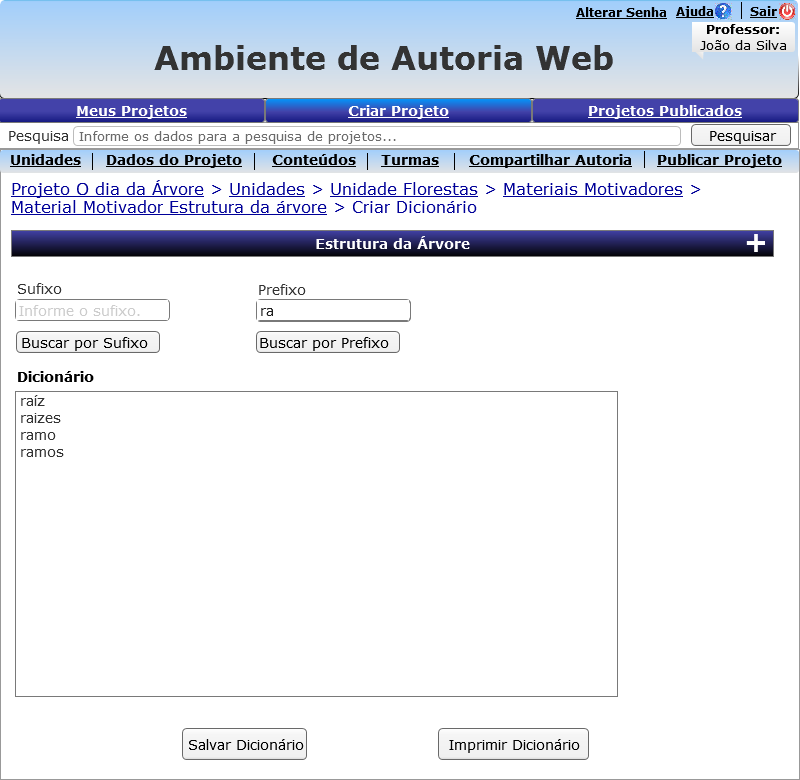 Alterar Senha Ajuda ? Sair
Professor:
João da Silva
Ambiente de Autoria Web
Meus Projetos Criar Projeto Projetos Publicados
Pesquisa Informe os dados para a pesquisa de projetos... Pesquisar
Unidades Dados do Projeto Conteúdos Turmas Compartilhar Autoria Publicar Projeto
Projeto O dia da Árvore > Unidades > Unidade Florestas > Materiais Motivadores >
Material Motivador Estrutura da árvore > Criar Dicionário
Estrutura da Árvore +
Sufixo Prefixo
Informe o sufixo. ra
Buscar por Sufixo Buscar por Prefixo
Dicionário
raíz
raizes
ramo
ramos
Salvar Dicionário Imprimir Dicionário